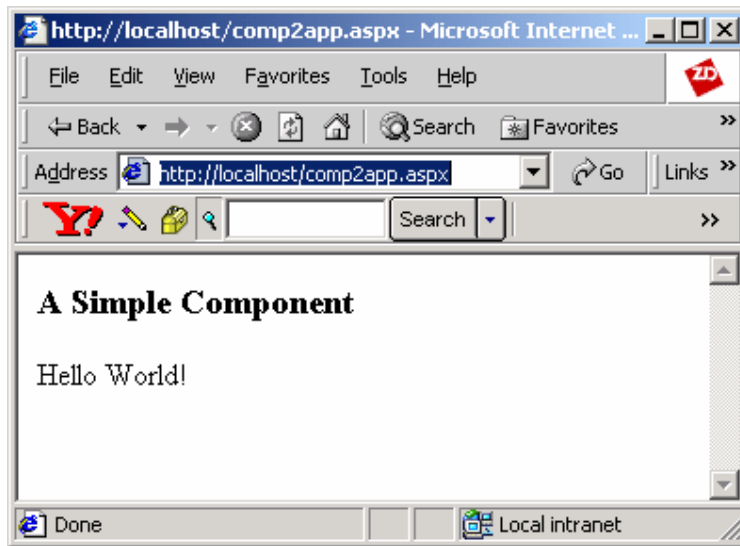 http://localhost/comp2app.aspx - Microsoft Internet ...
File Edit View Favorites Tools Help
ZD
Back Search Favorites »
Address http://localhost/comp2app.aspx Go Links »
Y! Search »
A Simple Component
Hello World!
Done Local intranet